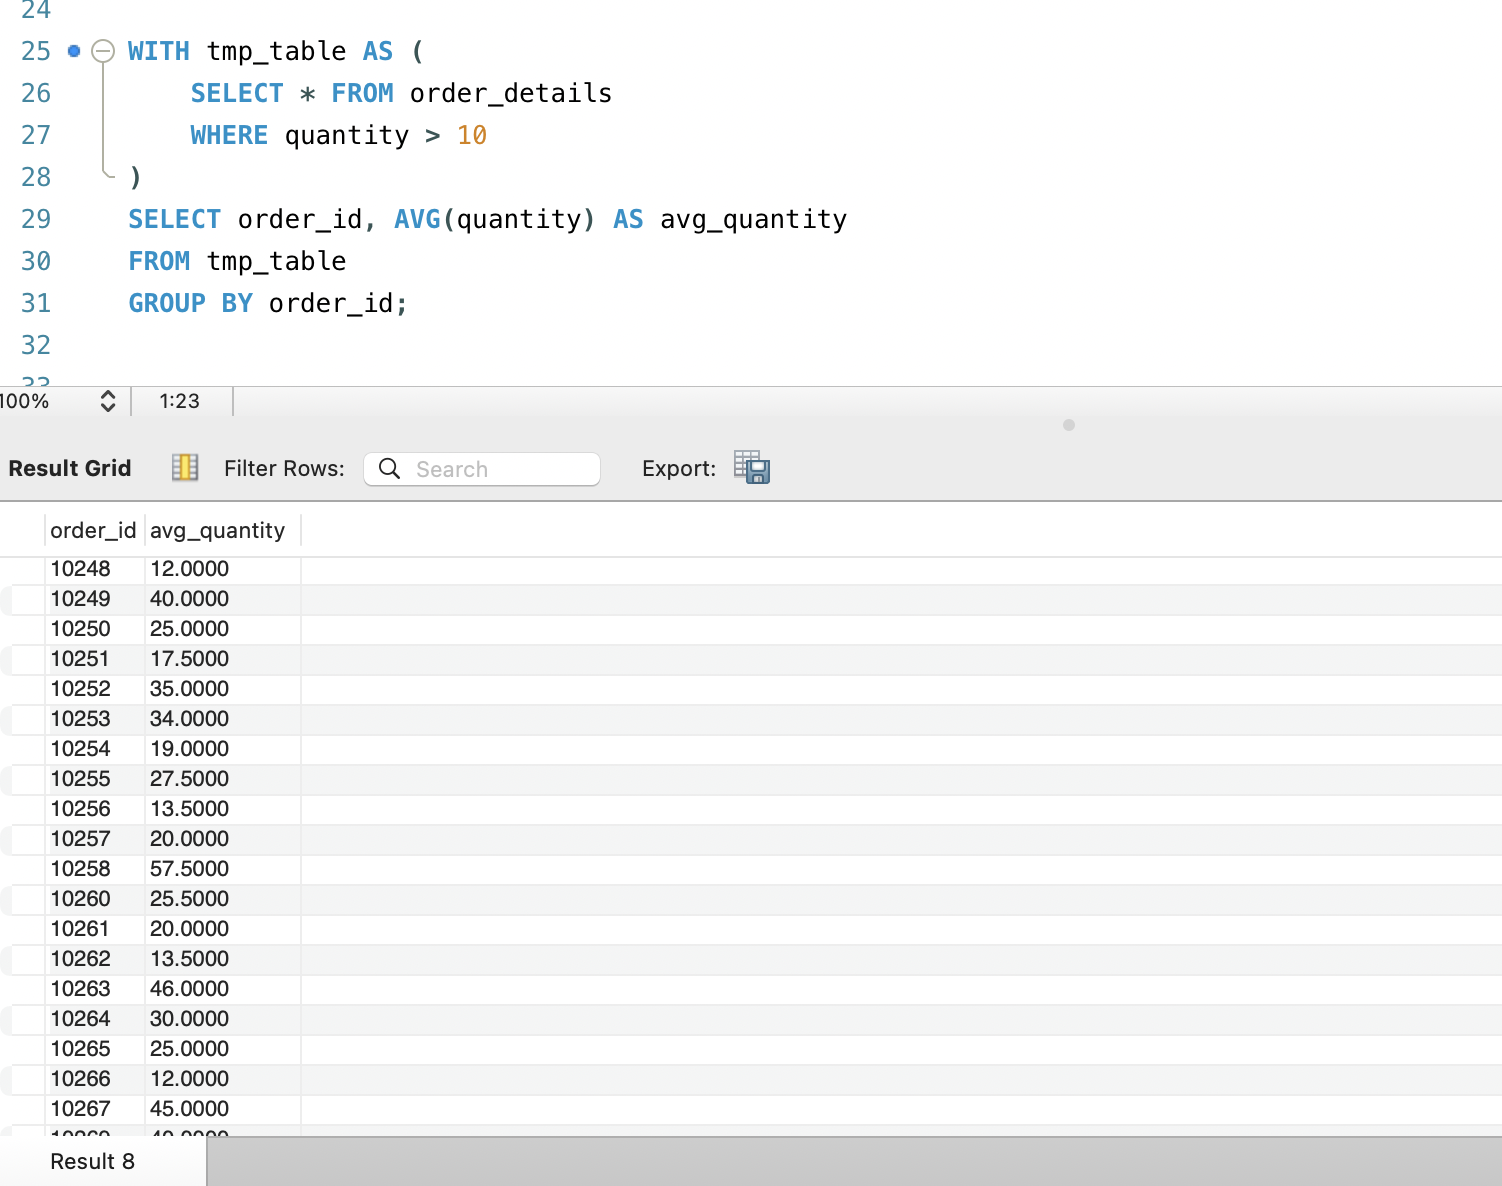 24
25 WITH tmp_table AS (
26 SELECT * FROM order_details
27 WHERE quantity > 10
28 )
29 SELECT order_id, AVG(quantity) AS avg_quantity
30 FROM tmp_table
31 GROUP BY order_id;
32
33
100% 1:23
Result Grid Filter Rows: Search Export:
order_id avg_quantity
10248 12.0000
10249 40.0000
10250 25.0000
10251 17.5000
10252 35.0000
10253 34.0000
10254 19.0000
10255 27.5000
10256 13.5000
10257 20.0000
10258 57.5000
10260 25.5000
10261 20.0000
10262 13.5000
10263 46.0000
10264 30.0000
10265 25.0000
10266 12.0000
10267 45.0000
Result 8